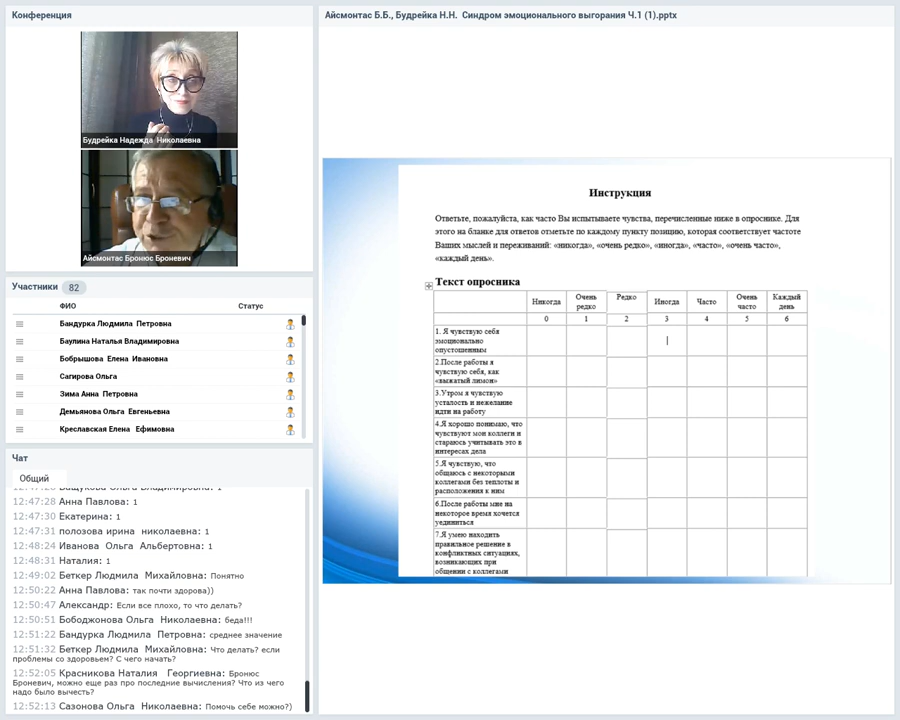 Конференция
Будрейка Надежда Николаевна
Айсмонтас Бронюс Броневич
Участники 82
ФИО Статус
Бандурка Людмила Петровна
Баулина Наталья Владимировна
Бобрышова Елена Ивановна
Сагирова Ольга
Зима Анна Петровна
Демьянова Ольга Евгеньевна
Креславская Елена Ефимовна
Чат
Общий
12:47:28 Анна Павлова: 1
12:47:30 Екатерина: 1
12:47:31 полозова ирина николаевна: 1
12:48:24 Иванова Ольга Альбертовна: 1
12:48:31 Наталия: 1
12:49:02 Беткер Людмила Михайловна: Понятно
12:50:22 Анна Павлова: так почти здорова))
12:50:47 Александр: Если все плохо, то что делать?
12:50:51 Бободжонова Ольга Николаевна: беда!!!
12:51:22 Бандурка Людмила Петровна: среднее значение
12:51:32 Беткер Людмила Михайловна: Что делать? если
проблемы со здоровьем? С чего начать?
12:52:05 Красникова Наталия Георгиевна: Бронюс
Броневич, можно еще раз про последние вычисления? Что из чего
надо было вычесть?
12:52:13 Сазонова Ольга Николаевна: Помочь себе можно?)
Айсмонтас Б.Б., Будрейка Н.Н. Синдром эмоционального выгорания Ч.1 (1).pptx
Инструкция
Ответьте, пожалуйста, как часто Вы испытываете чувства, перечисленные ниже в опроснике. Для
этого на бланке для ответов отметьте по каждому пункту позицию, которая соответствует частоте
Ваших мыслей и переживаний: «никогда», «очень редко», «иногда», «часто», «очень часто»,
«каждый день».
Текст опросника
Никогда Очень редко Редко Иногда Часто Очень часто Каждый день
0 1 2 3 4 5 6
1. Я чувствую себя
эмоционально
опустошенным
2.После работы я
чувствую себя, как
«выжатый лимон»
3.Утром я чувствую
усталость и нежелание
идти на работу
4.Я хорошо понимаю, что
чувствуют мои коллеги и
стараюсь учитывать это в
интересах дела
5.Я чувствую, что
общаюсь с некоторыми
коллегами без теплоты и
расположения к ним
6.После работы мне на
некоторое время хочется
уединиться
7.Я умею находить
правильное решение в
конфликтных ситуациях,
возникающих при
общении с коллегами